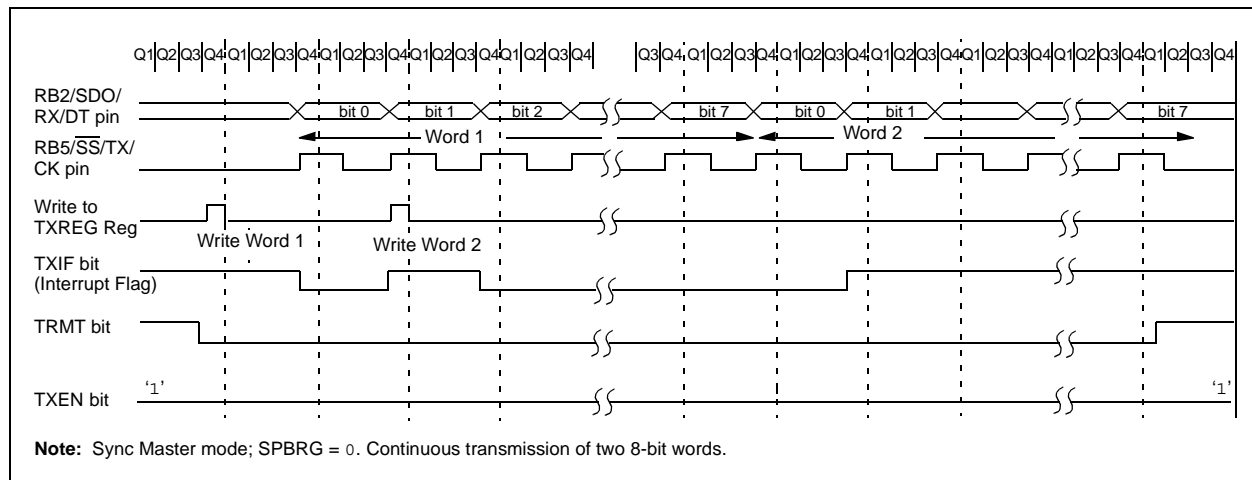 Q1 Q2 Q3 Q4 Q1 Q2 Q3 Q4 Q1 Q2 Q3 Q4 Q1 Q2 Q3 Q4 Q1 Q2 Q3 Q4 Q3 Q4 Q1 Q2 Q3 Q4 Q1 Q2 Q3 Q4 Q1 Q2 Q3 Q4 Q1 Q2 Q3 Q4 Q1 Q2 Q3 Q4 Q1 Q2 Q3 Q4
RB2/SDO/
RX/DT pin
bit 0 bit 1 bit 2 bit 7 bit 0 bit 1 bit 7
Word 1 Word 2
RB5/SS/TX/
CK pin
Write to
TXREG Reg
Write Word 1 Write Word 2
TXIF bit
(Interrupt Flag)
TRMT bit
TXEN bit
‘1’ ‘1’
Note: Sync Master mode; SPBRG = 0. Continuous transmission of two 8-bit words.